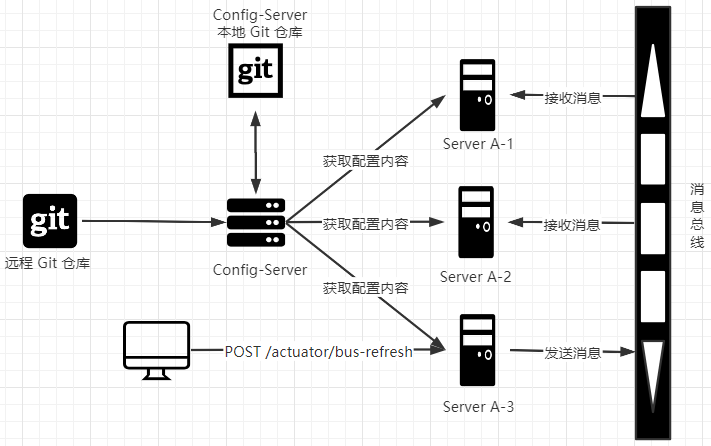 Config-Server
本地 Git 仓库
git
接收消息
Server A-1
获取配置内容
git
远程 Git 仓库
Config-Server
获取配置内容
接收消息
Server A-2
消息总线
获取配置内容
POST /actuator/bus-refresh
发送消息
Server A-3